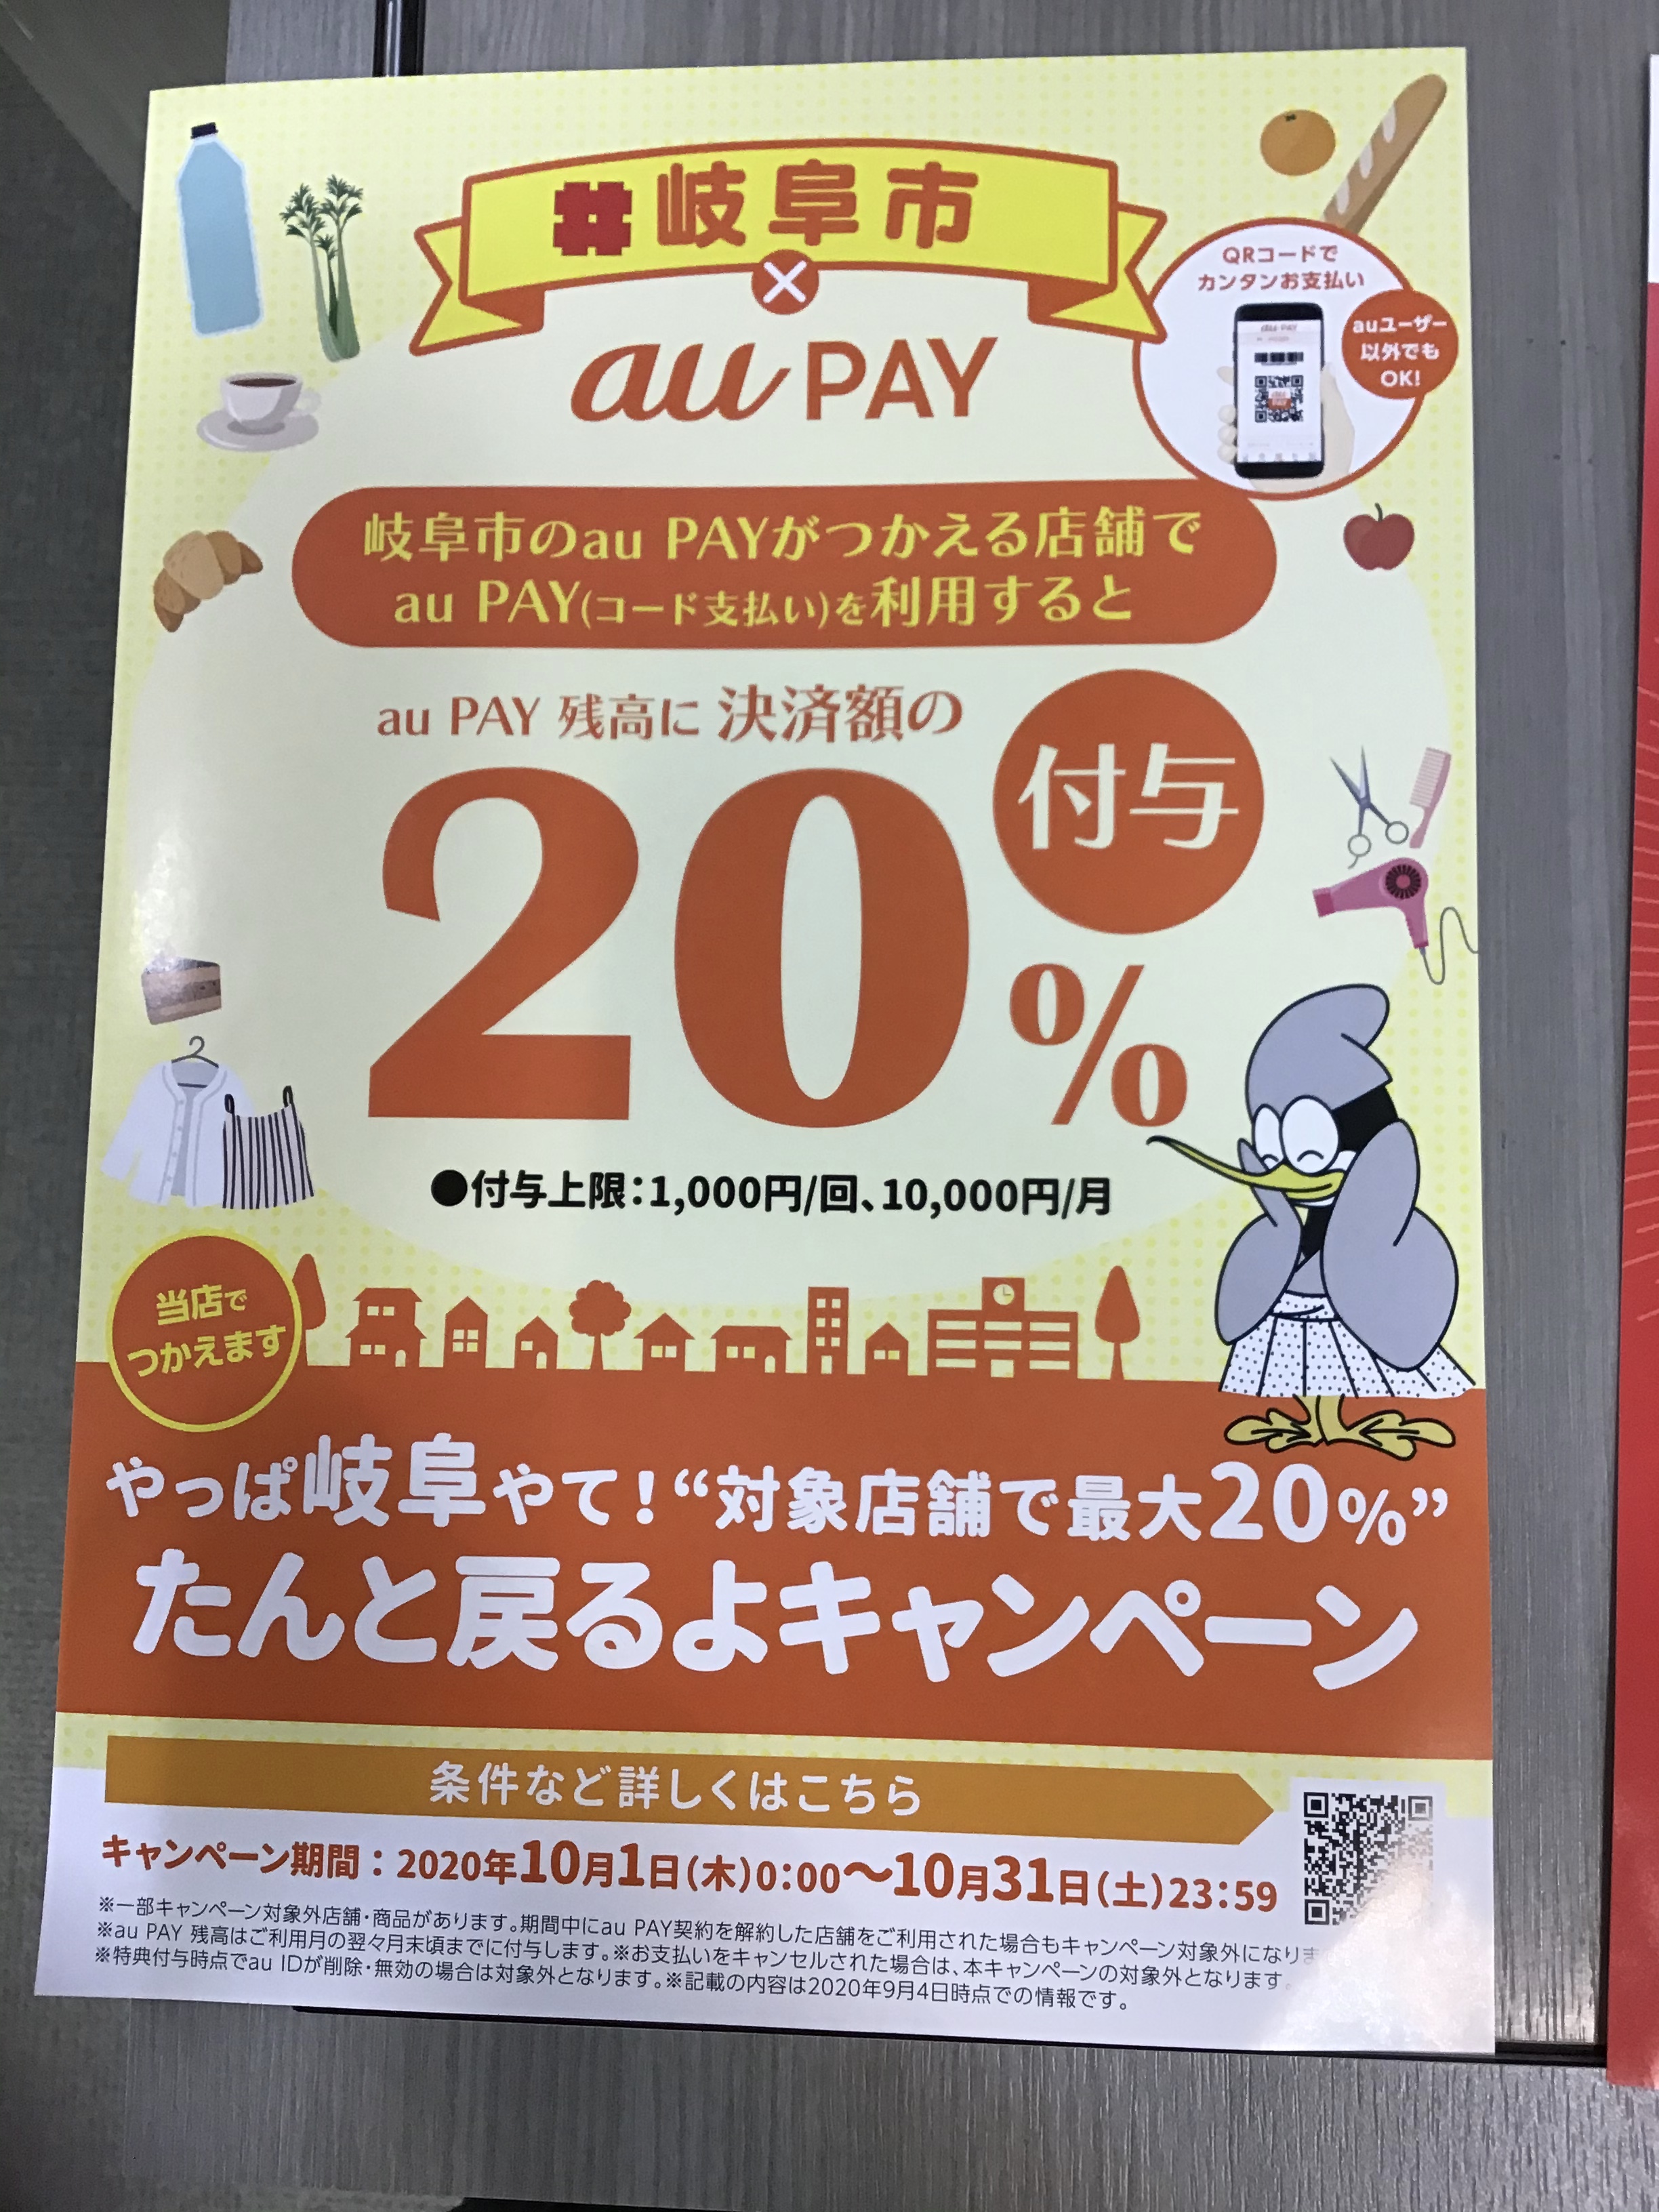 岐阜市
×
au PAY
QRコードで
カンタンお支払い
auユーザー
以外でも
OK!
au PAY
岐阜市のau PAYがつかえる店舗で
au PAY(コード支払い)を利用すると
au PAY 残高に 決済額の
20%
付与
●付与上限:1,000円/回、10,000円/月
当店で
つかえます
やっぱ岐阜やて!“対象店舗で最大20%”
たんと戻るよキャンペーン
条件など詳しくはこちら
キャンペーン期間:2020年10月1日(木)0:00〜10月31日(土)23:59
※一部キャンペーン対象外店舗・商品があります。期間中にau PAY契約を解約した店舗をご利用された場合もキャンペーン対象外になりま
※au PAY 残高はご利用月の翌々月末頃までに付与します。※お支払いをキャンセルされた場合は、本キャンペーンの対象外となります。
※特典付与時点でau IDが削除・無効の場合は対象外となります。※記載の内容は2020年9月4日時点での情報です。